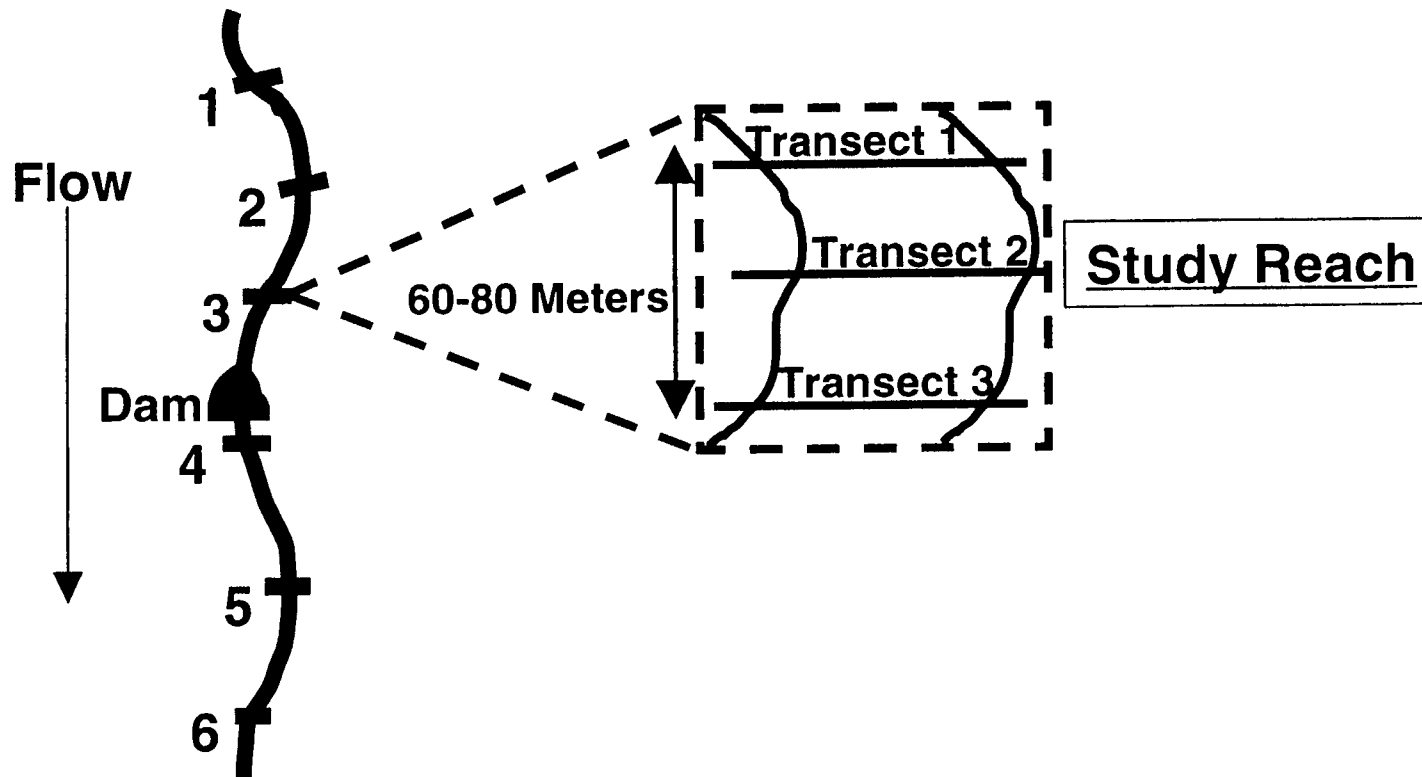 1
Flow
2
3
Dam
4
5
6
60-80 Meters
Transect 1
Transect 2
Transect 3
Study Reach